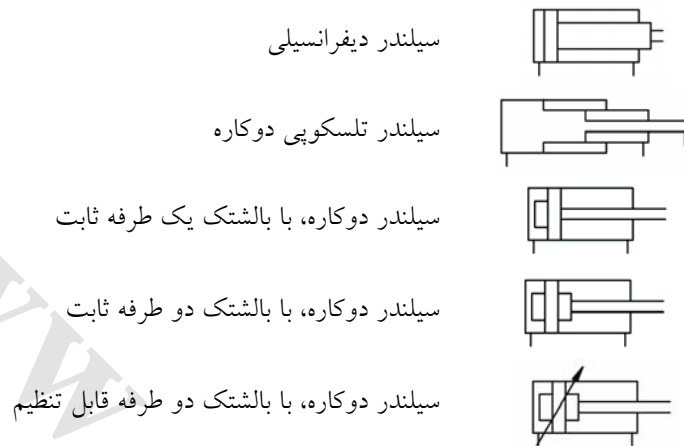 سیلندر دیفرانسیلی
سیلندر تلسکوپی دوکاره
سیلندر دوکاره، با بالشتک یک طرفه ثابت
سیلندر دوکاره، با بالشتک دو طرفه ثابت
سیلندر دوکاره، با بالشتک دو طرفه قابل تنظیم